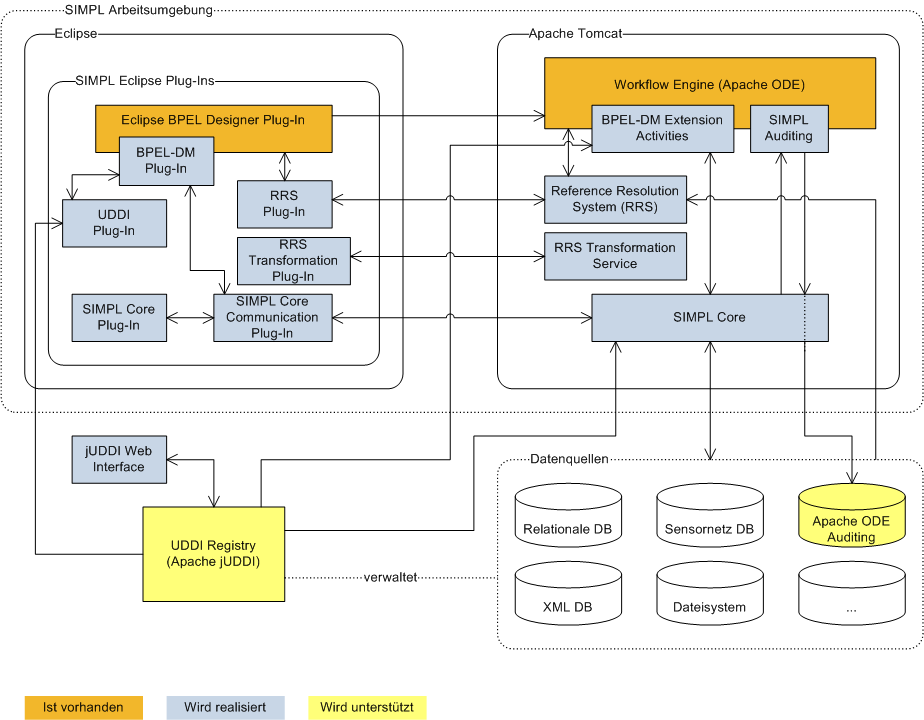 SIMPL Arbeitsumgebung
Eclipse
Apache Tomcat
SIMPL Eclipse Plug-Ins
Eclipse BPEL Designer Plug-In
BPEL-DM
Plug-In
UDDI
Plug-In
RRS
Plug-In
RRS
Transformation
Plug-In
SIMPL Core
Plug-In
SIMPL Core
Communication
Plug-In
Workflow Engine (Apache ODE)
BPEL-DM Extension
Activities
SIMPL
Auditing
Reference Resolution
System (RRS)
RRS Transformation
Service
SIMPL Core
jUDDI Web
Interface
UDDI Registry
(Apache jUDDI)
verwaltet
Datenquellen
Relationale DB
Sensornetz DB
Apache ODE
Auditing
XML DB
Dateisystem
...
Ist vorhanden
Wird realisiert
Wird unterstützt